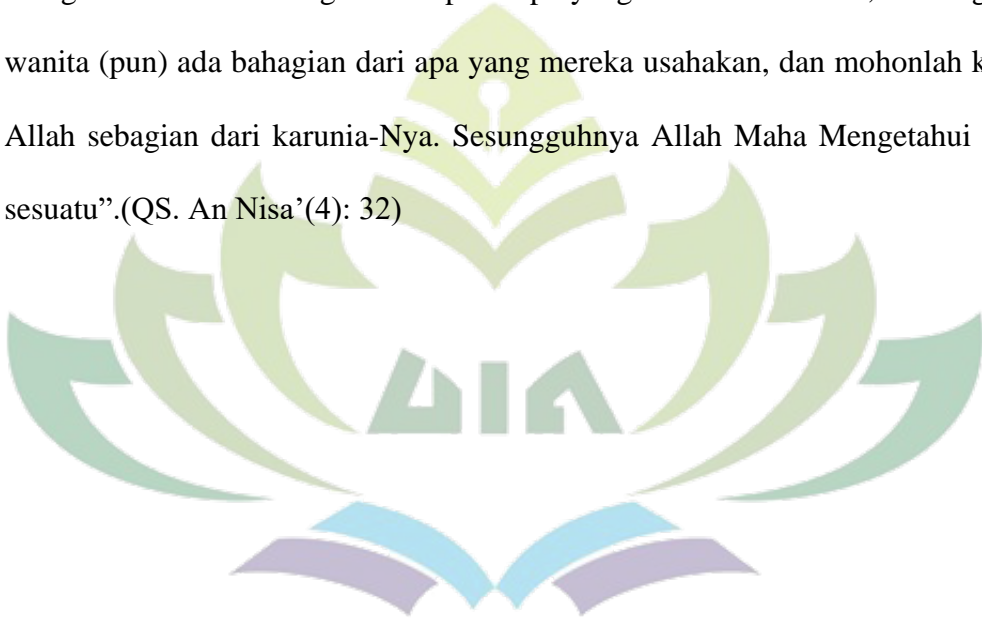 wanita (pun) ada bahagian dari apa yang mereka usahakan, dan mohonlah
Allah sebagian dari karunia-Nya. Sesungguhnya Allah Maha Mengetahui
sesuatu”.(QS. An Nisa’(4): 32)
UIN